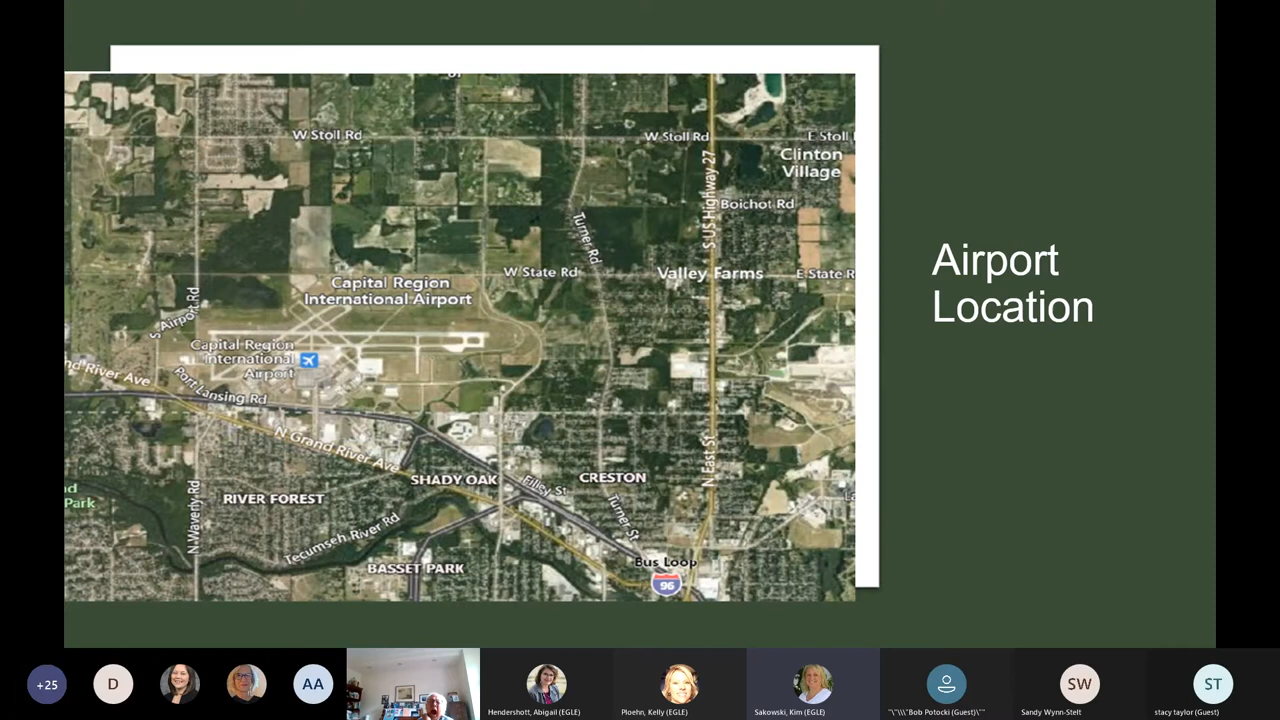 W Stoll Rd
W Stoll Rd
E Stoll
Clinton
Village
S US Highway 27
Boichot Rd
Turner Rd
W State Rd
Valley Farms
E State R
Capital Region
International Airport
Airport
Location
S Airport Rd
Capital Region
International
Airport
nd River Ave
Port Lansing Rd
N Grand River Ave
SHADY OAK
CRESTON
Filley St
N East St
Park
RIVER FOREST
N Waverly Rd
Turner St
Tecumseh River Rd
BASSET PARK
Bus Loop
96
+25
D
AA
SW
ST
Hendershott, Abigail (EGLE)
Ploehn, Kelly (EGLE)
Sakowski, Kim (EGLE)
"\"\\\"Bob Potocki (Guest)\""
Sandy Wynn-Stelt
stacy taylor (Guest)